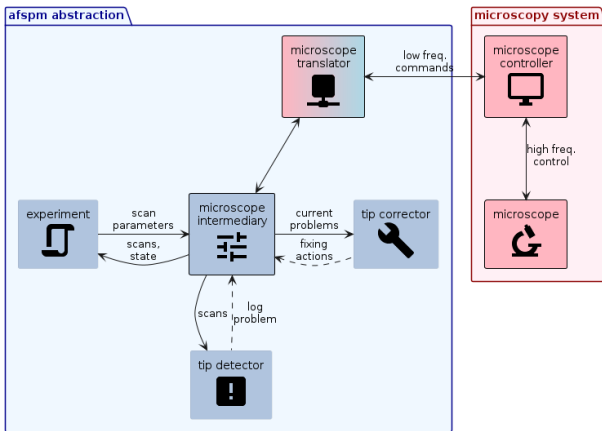 afspm abstraction
microscopy system
microscope
translator
low freq.
commands
microscope
controller
high freq.
control
experiment
scan
parameters
scans,
state
microscope
intermediary
current
problems
fixing
actions
tip corrector
microscope
scans
log
problem
tip detector